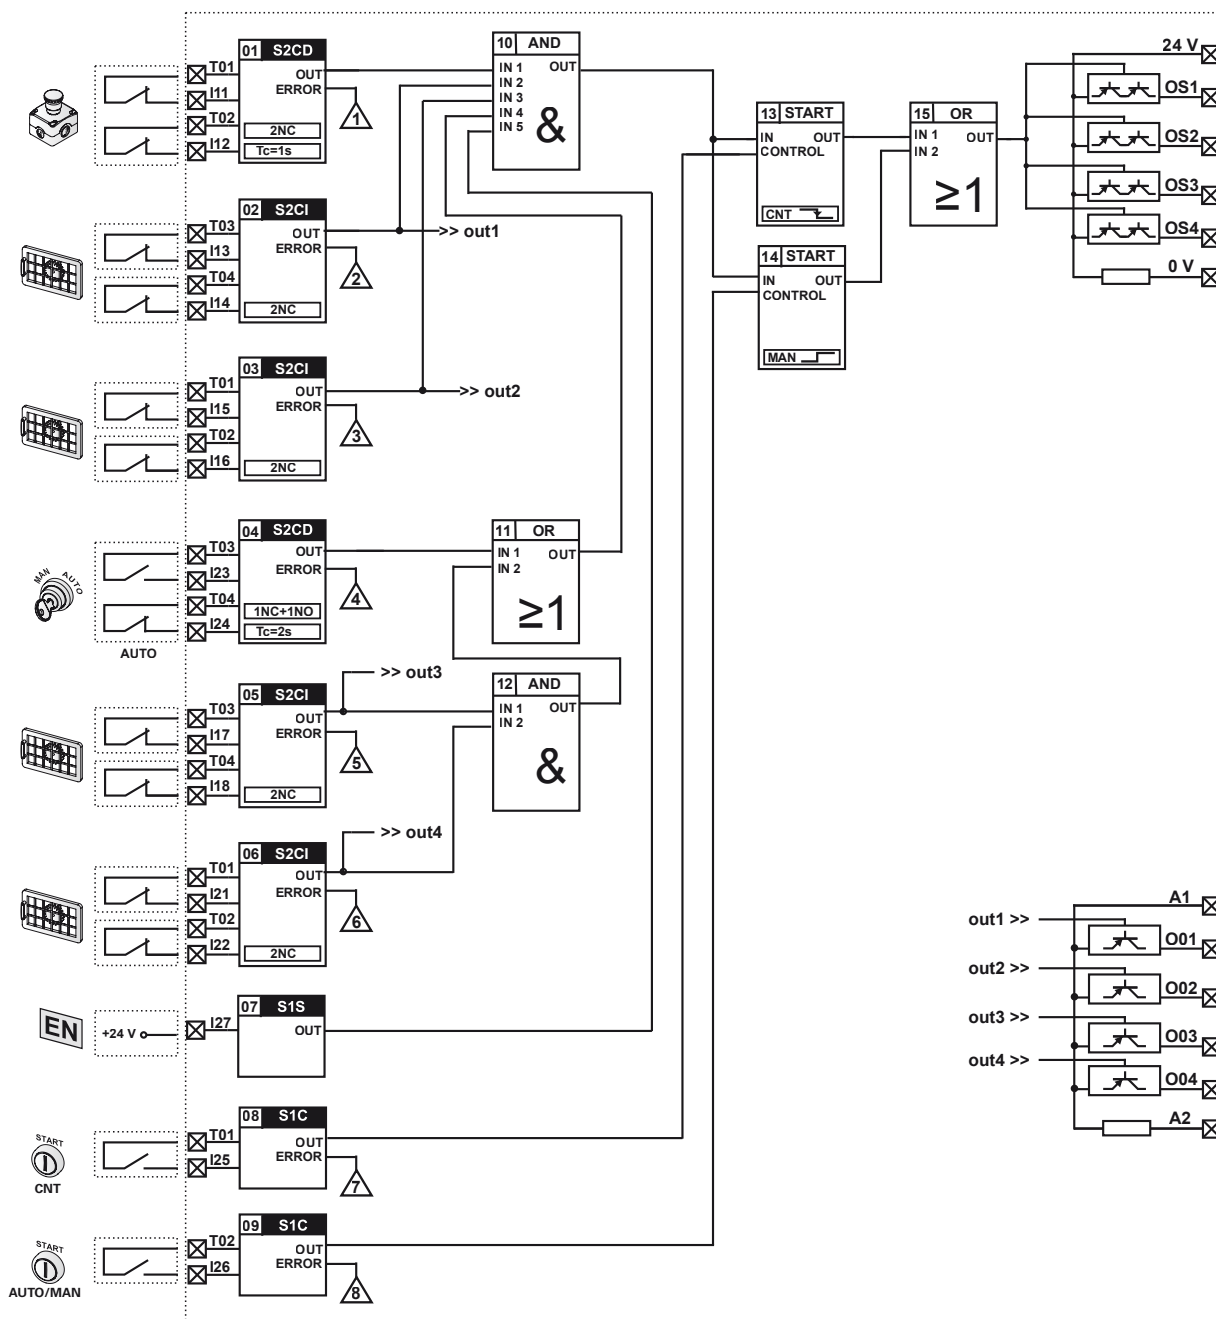 01 S2CD
T01
OUT
I11
ERROR
1
T02
2NC
I12
Tc=1s
10 AND
IN 1 OUT
IN 2
IN 3
IN 4
IN 5
&
13 START
IN OUT
CONTROL
CNT
15 OR
IN 1
OUT
IN 2
≥1
24 V
OS1
OS2
OS3
OS4
0 V
02 S2CI
T03
OUT
>> out1
ERROR
I13
2
T04
I14
2NC
14 START
IN OUT
CONTROL
MAN
03 S2CI
T01
OUT
>> out2
ERROR
I15
3
T02
I16
2NC
MAN AUTO
AUTO
04 S2CD
T03
OUT
I23
ERROR
4
T04
1NC+1NO
I24
Tc=2s
11 OR
IN 1 OUT
IN 2
≥1
>> out3
05 S2CI
T03
OUT
ERROR
I17
5
T04
I18
2NC
12 AND
IN 1 OUT
IN 2
&
>> out4
06 S2CI
T01
OUT
I21
ERROR
6
T02
I22
2NC
EN
+24 V
I27
07 S1S
OUT
START
CNT
08 S1C
T01
OUT
ERROR
I25
7
START
AUTO/MAN
09 S1C
T02
OUT
ERROR
I26
8
A1
out1 >>
O01
out2 >>
O02
out3 >>
O03
out4 >>
O04
A2